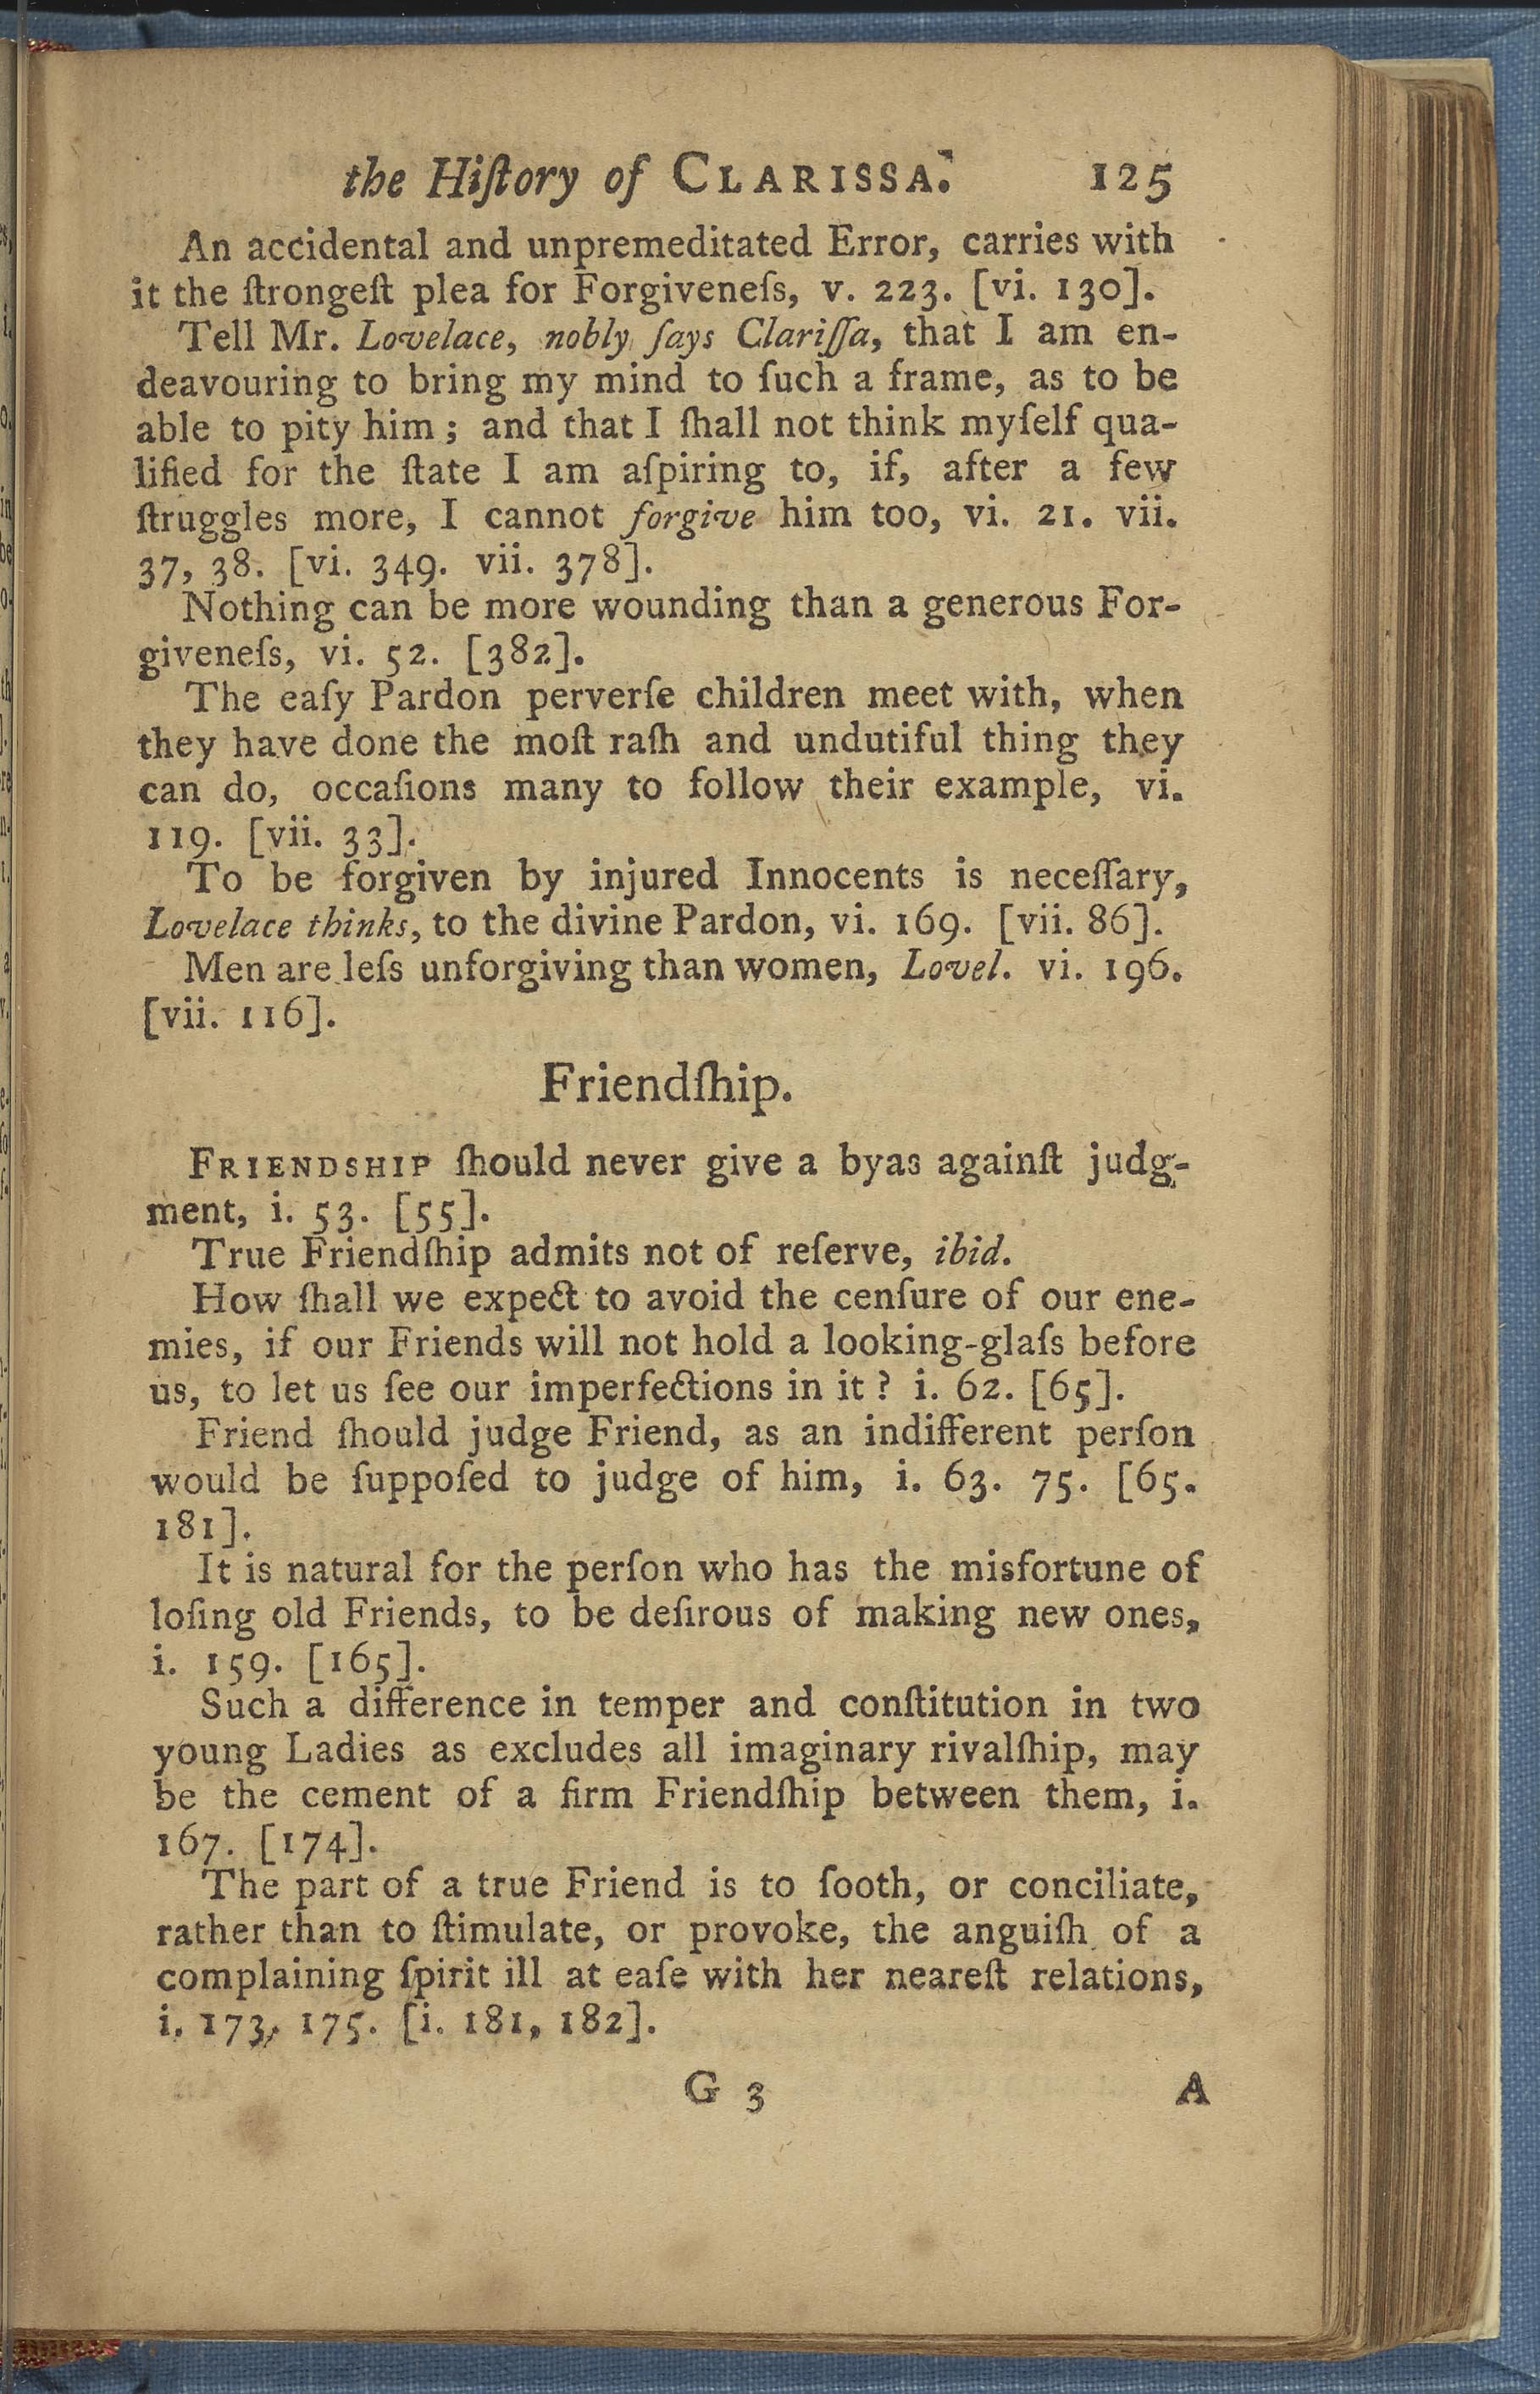 the Hiſtory of CLARISSA. 125
An accidental and unpremeditated Error, carries with
it the ſtrongeſt plea for Forgiveneſs, v. 223. [vi. 130].
Tell Mr. Lovelace, nobly ſays Clariſſa, that I am en-
deavouring to bring my mind to ſuch a frame, as to be
able to pity him; and that I ſhall not think myſelf qua-
lified for the ſtate I am aſpiring to, if, after a few
ſtruggles more, I cannot forgive him too, vi. 21. vii.
37, 38. [vi. 349. vii. 378].
Nothing can be more wounding than a generous For-
giveneſs, vi. 52. [382].
The eaſy Pardon perverſe children meet with, when
they have done the moſt raſh and undutiful thing they
can do, occaſions many to follow their example, vi.
119. [vii. 33].
To be forgiven by injured Innocents is neceſſary,
Lovelace thinks, to the divine Pardon, vi. 169. [vii. 86].
Men are leſs unforgiving than women, Lovel. vi. 196.
[vii. 116].
Friendſhip.
FRIENDSHIP ſhould never give a byas againſt judg-
ment, i. 53. [55].
True Friendſhip admits not of reſerve, ibid.
How ſhall we expect to avoid the cenſure of our ene-
mies, if our Friends will not hold a looking-glaſs before
us, to let us ſee our imperfections in it? i. 62. [65].
Friend ſhould judge Friend, as an indifferent perſon
would be ſuppoſed to judge of him, i. 63. 75. [65.
181].
It is natural for the perſon who has the misfortune of
loſing old Friends, to be deſirous of making new ones,
i. 159. [165].
Such a difference in temper and conſtitution in two
young Ladies as excludes all imaginary rivalſhip, may
be the cement of a firm Friendſhip between them, i.
167. [174].
The part of a true Friend is to ſooth, or conciliate,
rather than to ſtimulate, or provoke, the anguiſh of a
complaining ſpirit ill at eaſe with her neareſt relations,
i. 173, 175. [i. 181, 182].
G 3 A